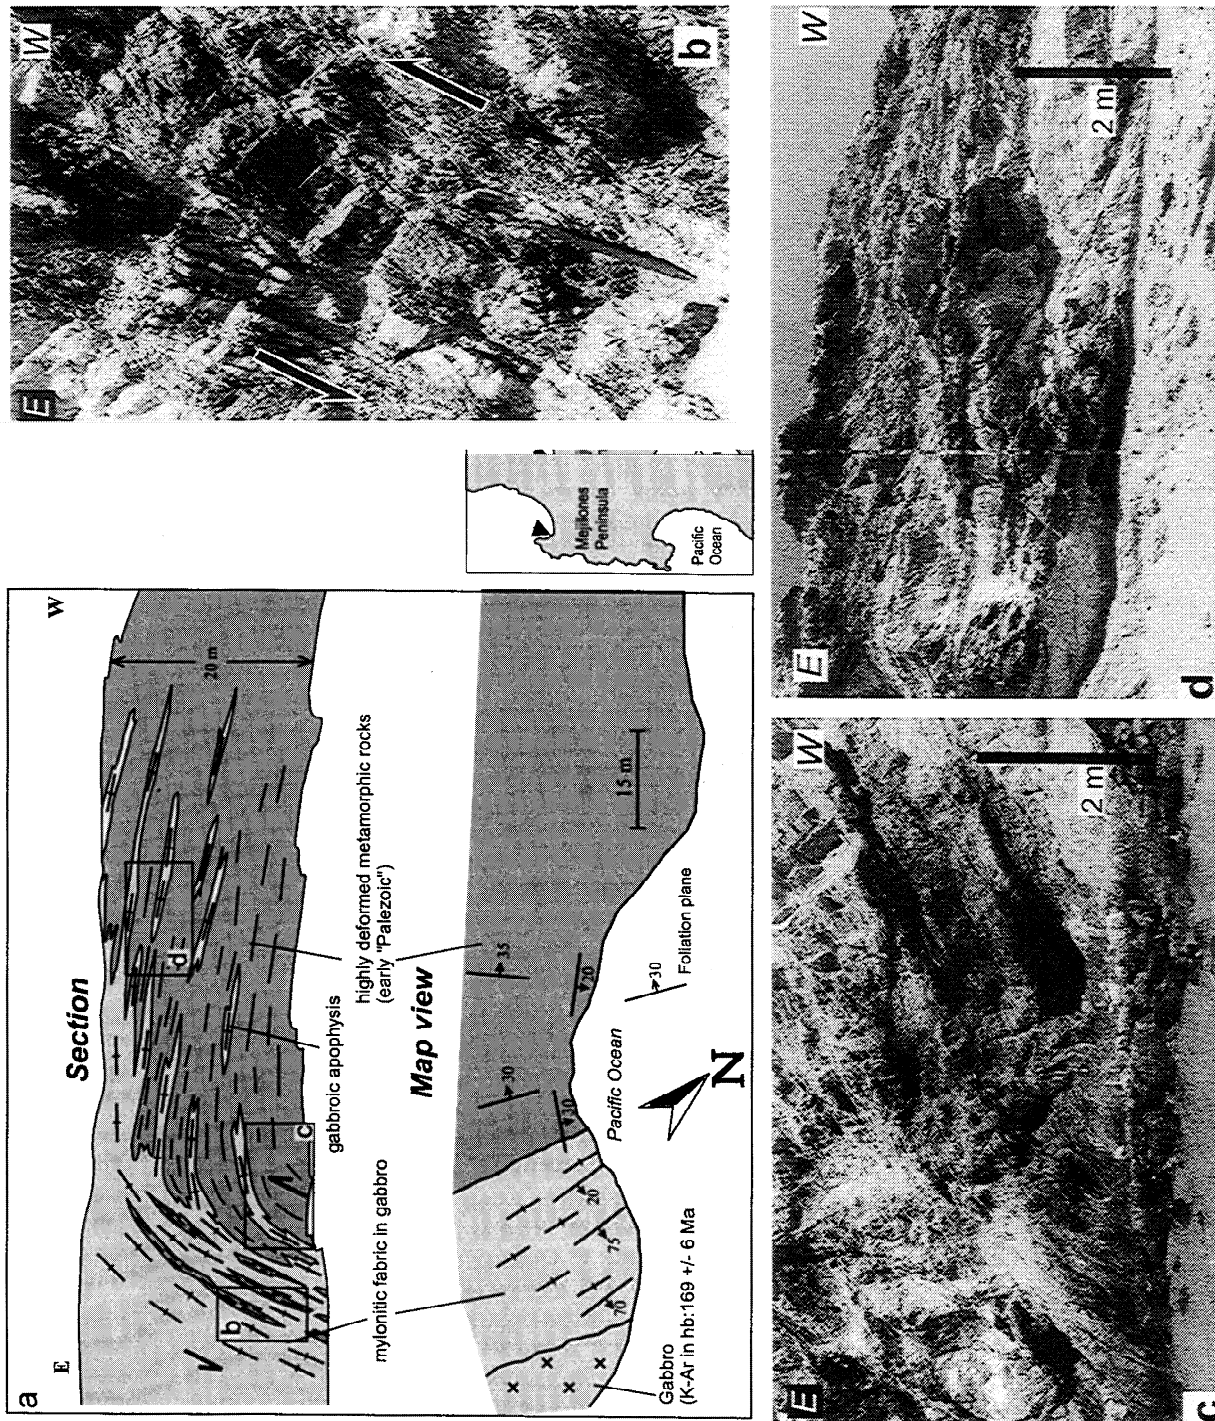 a
E
Section
W
20 m
b
c
d
mylonitic fabric in gabbro
gabbroic apophysis
highly deformed metamorphic rocks
(early "Palezoic")
Map view
30
35
30
20
20
75
70
15 m
Pacific Ocean
30
Foliation plane
N
Gabbro
(K-Ar in hb:169 +/- 6 Ma
Mejillones
Peninsula
Pacific
Ocean
E
W
b
E
W
2 m
c
E
W
2 m
d